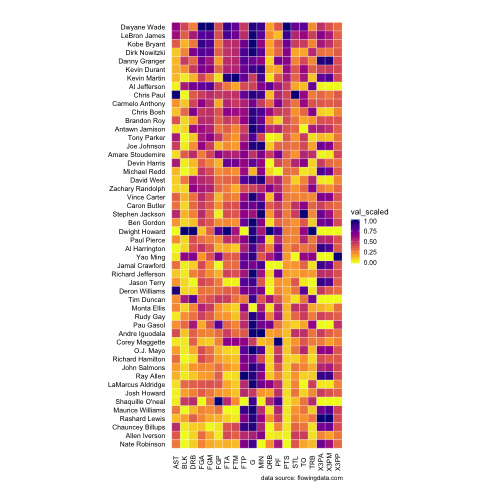 Dwyane Wade
LeBron James
Kobe Bryant
Dirk Nowitzki
Danny Granger
Kevin Durant
Kevin Martin
Al Jefferson
Chris Paul
Carmelo Anthony
Chris Bosh
Brandon Roy
Antawn Jamison
Tony Parker
Joe Johnson
Amare Stoudemire
Devin Harris
Michael Redd
David West
Zachary Randolph
Vince Carter
Caron Butler
Stephen Jackson
Ben Gordon
Dwight Howard
Paul Pierce
Al Harrington
Yao Ming
Jamal Crawford
Richard Jefferson
Jason Terry
Deron Williams
Tim Duncan
Monta Ellis
Rudy Gay
Pau Gasol
Andre Iguodala
Corey Maggette
O.J. Mayo
Richard Hamilton
John Salmons
Ray Allen
LaMarcus Aldridge
Josh Howard
Shaquille O'neal
Maurice Williams
Rashard Lewis
Chauncey Billups
Allen Iverson
Nate Robinson
AST BLK DRB FGA FGM FGP FTA FTM FTP G MIN ORB PF PTS STL TO TRB X3PA X3PM X3PP
val_scaled
1.00
0.75
0.50
0.25
0.00
data source: flowingdata.com